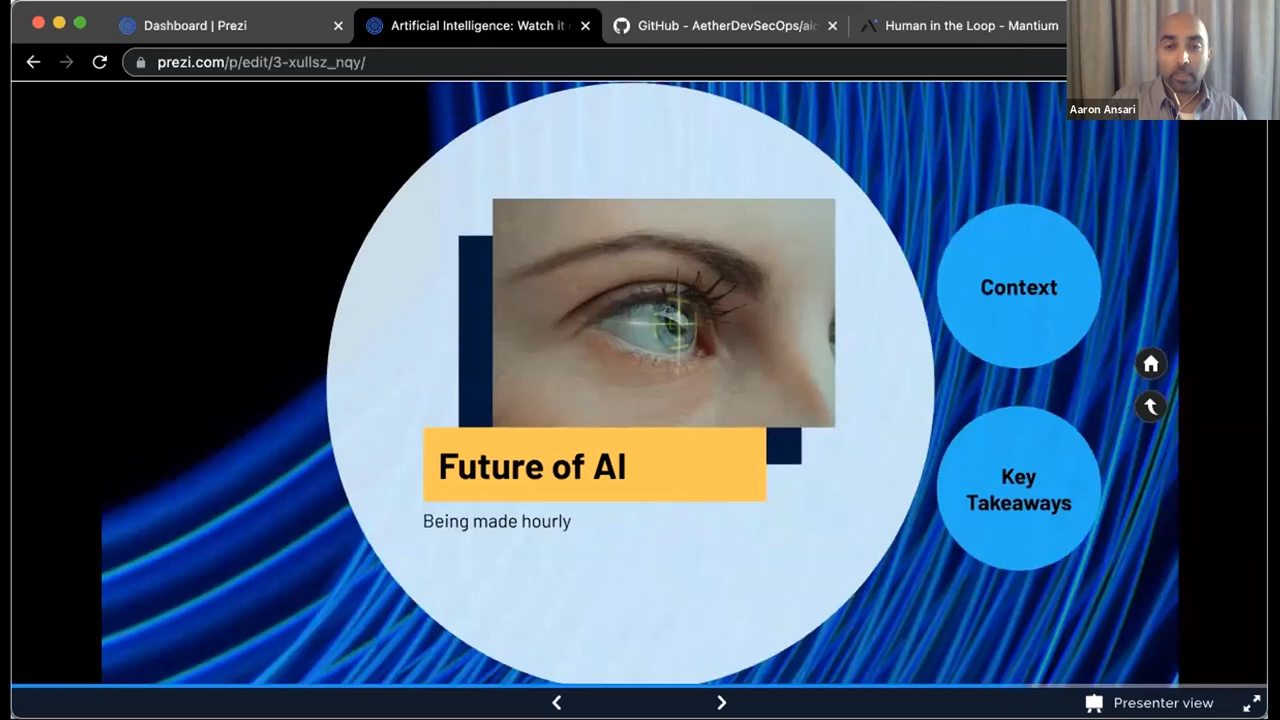 Dashboard | Prezi
Artificial Intelligence: Watch it
GitHub - AetherDevSecOps/aic
Human in the Loop - Mantium
prezi.com/p/edit/3-xullsz_nqy/
Aaron Ansari
Context
Future of AI
Being made hourly
Key
Takeaways
Presenter view